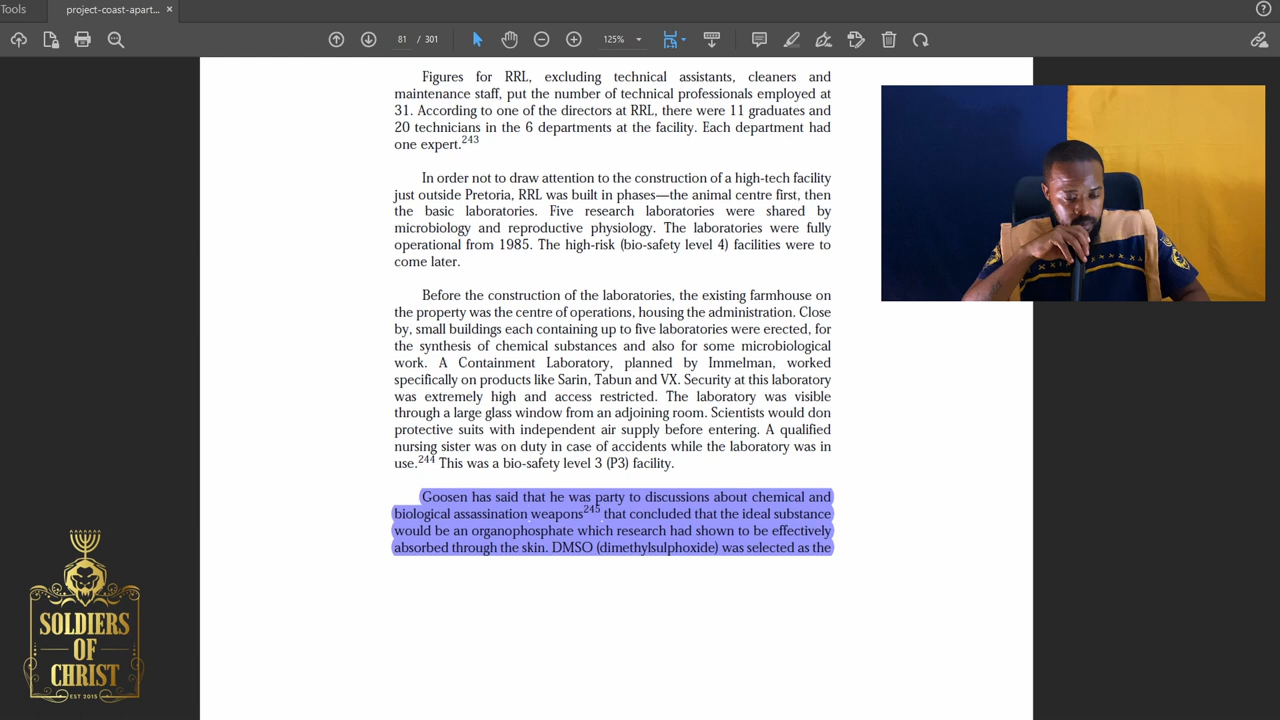 Tools
project-coast-apart... ×
81 / 301
125%
Figures for RRL, excluding technical assistants, cleaners and
maintenance staff, put the number of technical professionals employed at
31. According to one of the directors at RRL, there were 11 graduates and
20 technicians in the 6 departments at the facility. Each department had
one expert.243
In order not to draw attention to the construction of a high-tech facility
just outside Pretoria, RRL was built in phases—the animal centre first, then
the basic laboratories. Five research laboratories were shared by
microbiology and reproductive physiology. The laboratories were fully
operational from 1985. The high-risk (bio-safety level 4) facilities were to
come later.
Before the construction of the laboratories, the existing farmhouse on
the property was the centre of operations, housing the administration. Close
by, small buildings each containing up to five laboratories were erected, for
the synthesis of chemical substances and also for some microbiological
work. A Containment Laboratory, planned by Immelman, worked
specifically on products like Sarin, Tabun and VX. Security at this laboratory
was extremely high and access restricted. The laboratory was visible
through a large glass window from an adjoining room. Scientists would don
protective suits with independent air supply before entering. A qualified
nursing sister was on duty in case of accidents while the laboratory was in
use.244 This was a bio-safety level 3 (P3) facility.
Goosen has said that he was party to discussions about chemical and
biological assassination weapons245 that concluded that the ideal substance
would be an organophosphate which research had shown to be effectively
absorbed through the skin. DMSO (dimethylsulphoxide) was selected as the
SOLDIERS
OF
CHRIST
EST 2015